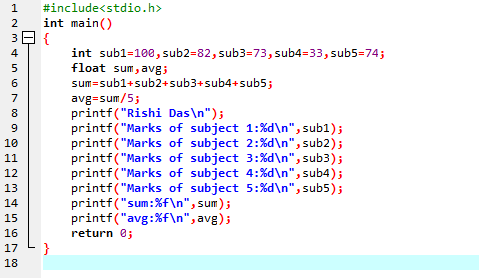 1 #include<stdio.h>
2 int main()
3 {
4 int sub1=100,sub2=82,sub3=73,sub4=33,sub5=74;
5 float sum,avg;
6 sum=sub1+sub2+sub3+sub4+sub5;
7 avg=sum/5;
8 printf("Rishi Das\n");
9 printf("Marks of subject 1:%d\n",sub1);
10 printf("Marks of subject 2:%d\n",sub2);
11 printf("Marks of subject 3:%d\n",sub3);
12 printf("Marks of subject 4:%d\n",sub4);
13 printf("Marks of subject 5:%d\n",sub5);
14 printf("sum:%f\n",sum);
15 printf("avg:%f\n",avg);
16 return 0;
17 }
18